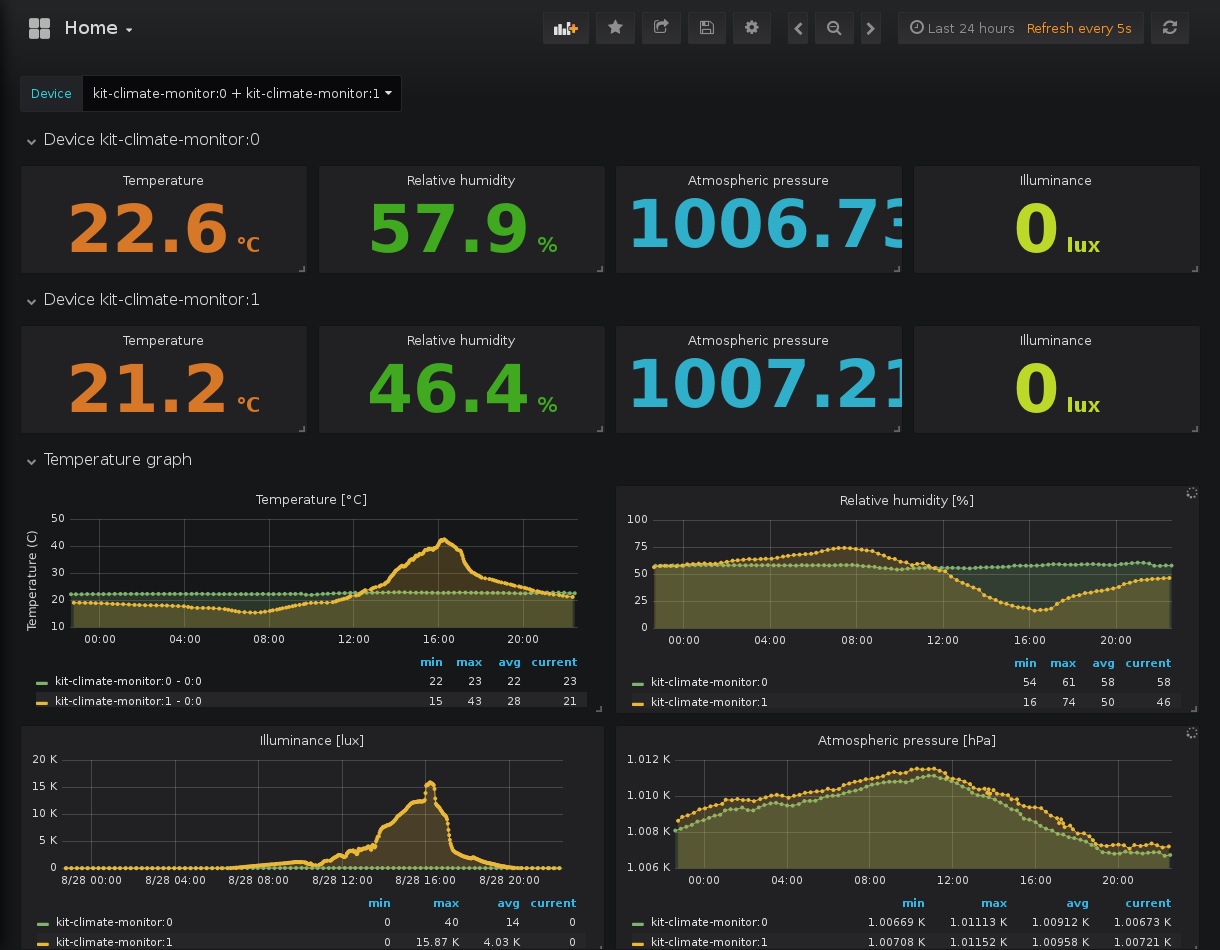 Home
Last 24 hours Refresh every 5s
Device kit-climate-monitor:0 + kit-climate-monitor:1
Device kit-climate-monitor:0
Temperature Relative humidity Atmospheric pressure Illuminance
22.6 °C 57.9 % 1006.73 0 lux
Device kit-climate-monitor:1
Temperature Relative humidity Atmospheric pressure Illuminance
21.2 °C 46.4 % 1007.21 0 lux
Temperature graph
Temperature [°C]
Temperature (C)
50
40
30
20
10
00:00 04:00 08:00 12:00 16:00 20:00
min max avg current
kit-climate-monitor:0 - 0:0 22 23 22 23
kit-climate-monitor:1 - 0:0 15 43 28 21
Relative humidity [%]
100
75
50
25
0
00:00 04:00 08:00 12:00 16:00 20:00
min max avg current
kit-climate-monitor:0 54 61 58 58
kit-climate-monitor:1 16 74 50 46
Illuminance [lux]
20 K
15 K
10 K
5 K
0
8/28 00:00 8/28 04:00 8/28 08:00 8/28 12:00 8/28 16:00 8/28 20:00
min max avg current
kit-climate-monitor:0 0 40 14 0
kit-climate-monitor:1 0 15.87 K 4.03 K 0
Atmospheric pressure [hPa]
1.012 K
1.010 K
1.008 K
1.006 K
00:00 04:00 08:00 12:00 16:00 20:00
min max avg current
kit-climate-monitor:0 1.00669 K 1.01113 K 1.00912 K 1.00673 K
kit-climate-monitor:1 1.00708 K 1.01152 K 1.00958 K 1.00721 K